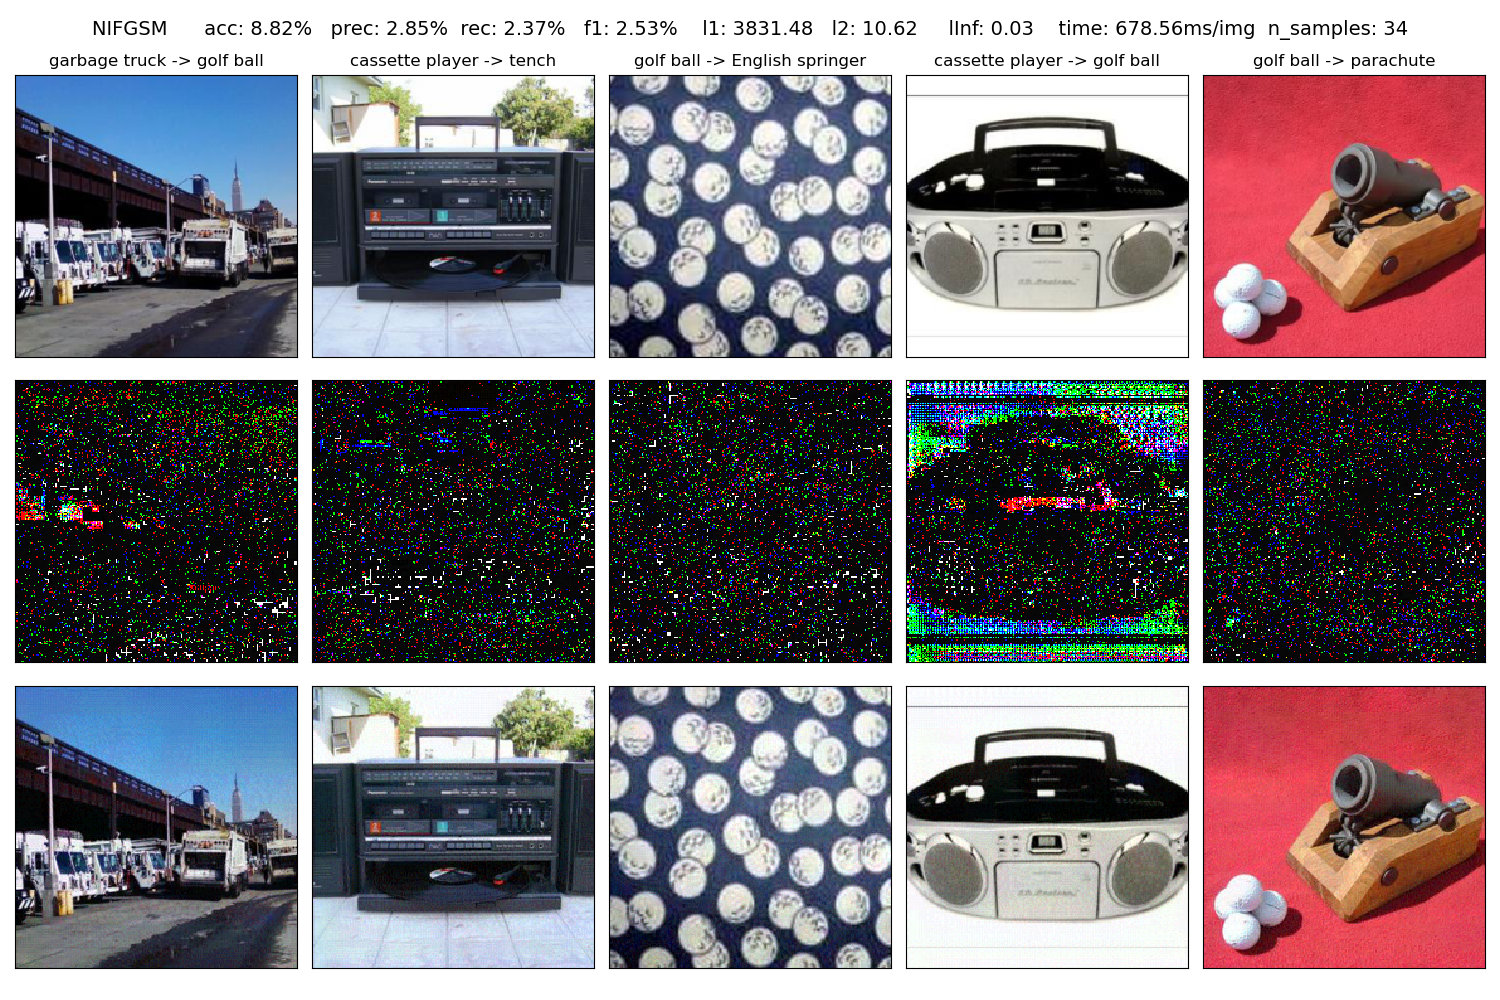 NIFGSM acc: 8.82% prec: 2.85% rec: 2.37% f1: 2.53% l1: 3831.48 l2: 10.62 lInf: 0.03 time: 678.56ms/img n_samples: 34
garbage truck -> golf ball
cassette player -> tench
golf ball -> English springer
cassette player -> golf ball
golf ball -> parachute